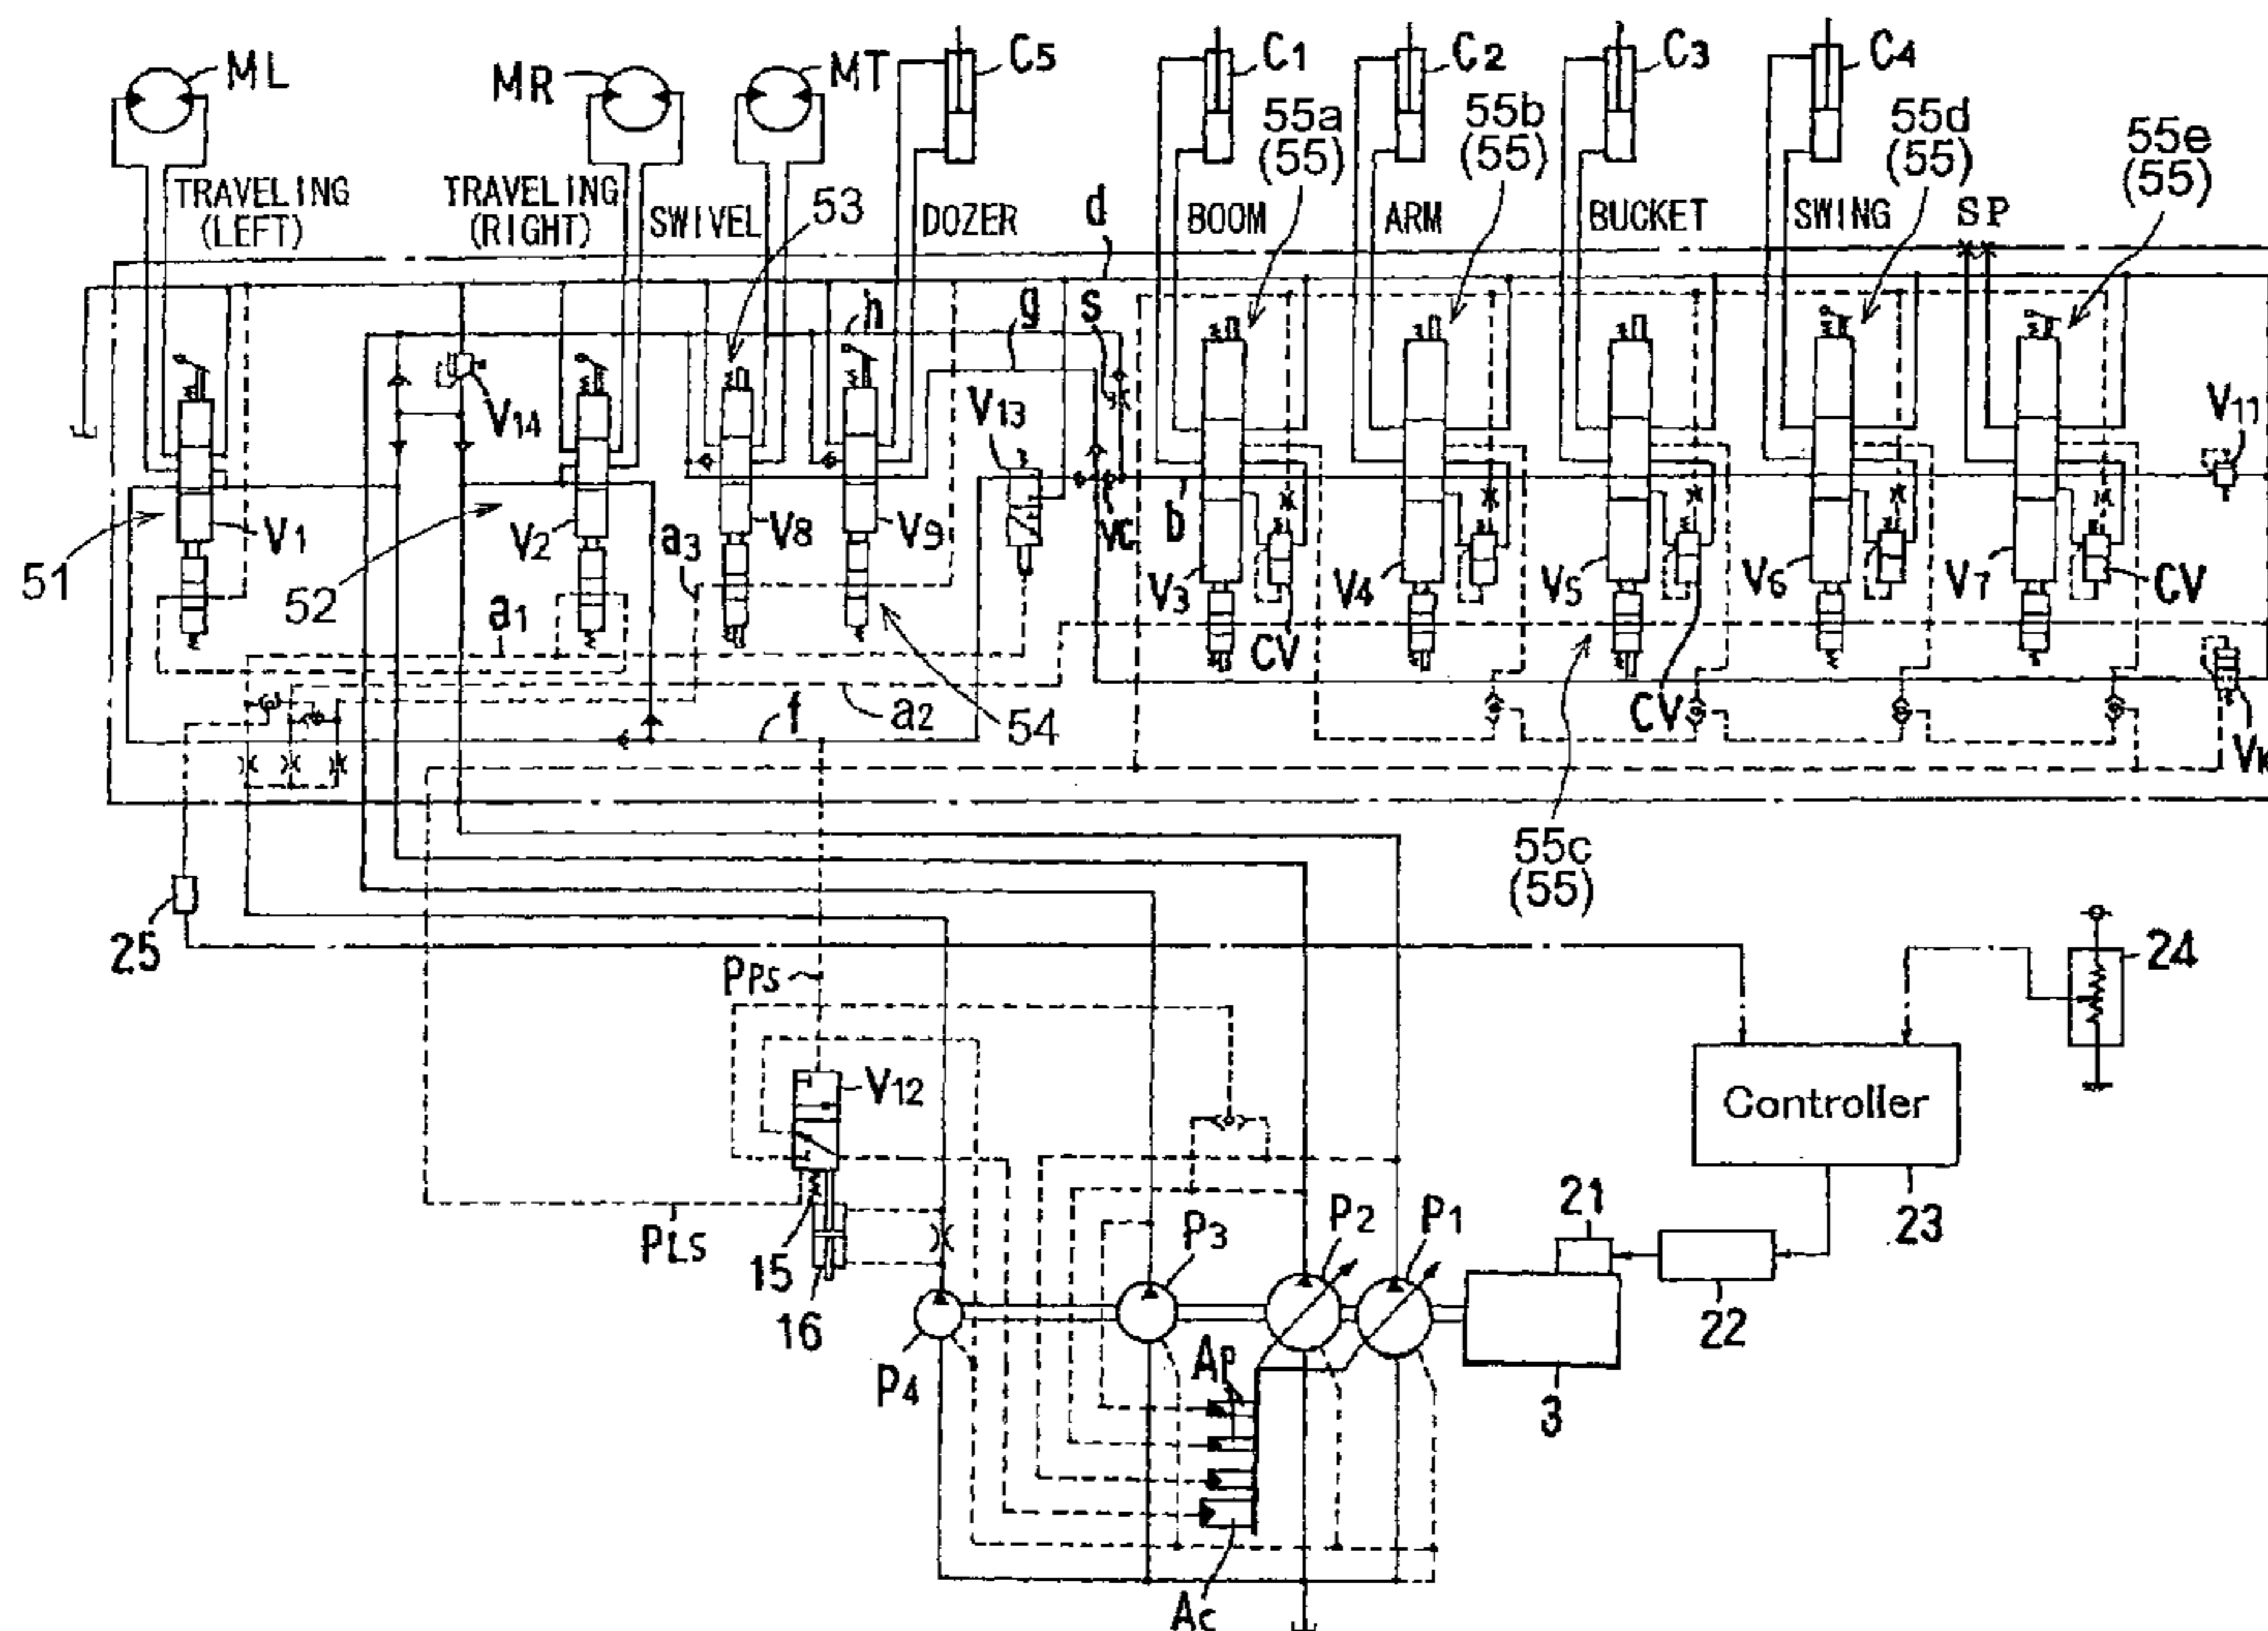 ML
MR
MT
C5
C1
C2
C3
C4
55a
(55)
55b
(55)
55d
(55)
55e
(55)
TRAVELING
(LEFT)
TRAVELING
(RIGHT)
SWIVEL
53
DOZER
d
BOOM
ARM
BUCKET
SWING
SP
h
g
s
V14
V13
V11
51
V1
52
V2
a3
V8
V9
VC
b
V3
V4
V5
V6
V7
CV
CV
CV
a1
a2
f
54
55c
(55)
25
PPS
24
V12
Controller
PLS
15
16
P3
P2
P1
21
22
23
P4
AP
3
Ac